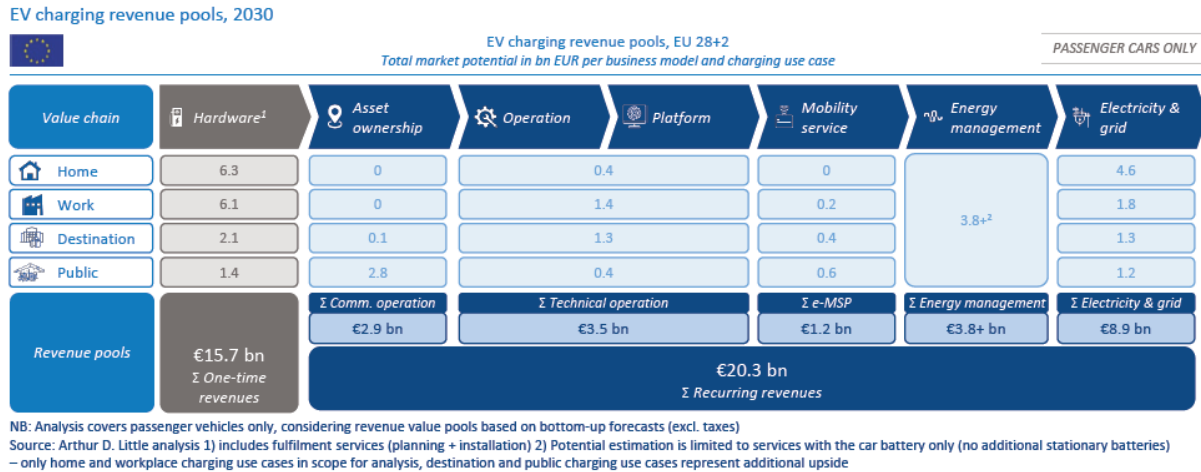 EV charging revenue pools, 2030
EV charging revenue pools, EU 28+2
Total market potential in bn EUR per business model and charging use case
PASSENGER CARS ONLY
Value chain
Hardware¹
Asset ownership
Operation
Platform
Mobility service
Energy management
Electricity & grid
Home 6.3 0 0.4 0 4.6
Work 6.1 0 1.4 0.2 1.8
3.8+²
Destination 2.1 0.1 1.3 0.4 1.3
Public 1.4 2.8 0.4 0.6 1.2
Σ Comm. operation Σ Technical operation Σ e-MSP Σ Energy management Σ Electricity & grid
€2.9 bn €3.5 bn €1.2 bn €3.8+ bn €8.9 bn
Revenue pools
€15.7 bn
Σ One-time
revenues
€20.3 bn
Σ Recurring revenues
NB: Analysis covers passenger vehicles only, considering revenue value pools based on bottom-up forecasts (excl. taxes)
Source: Arthur D. Little analysis 1) includes fulfilment services (planning + installation) 2) Potential estimation is limited to services with the car battery only (no additional stationary batteries)
– only home and workplace charging use cases in scope for analysis, destination and public charging use cases represent additional upside